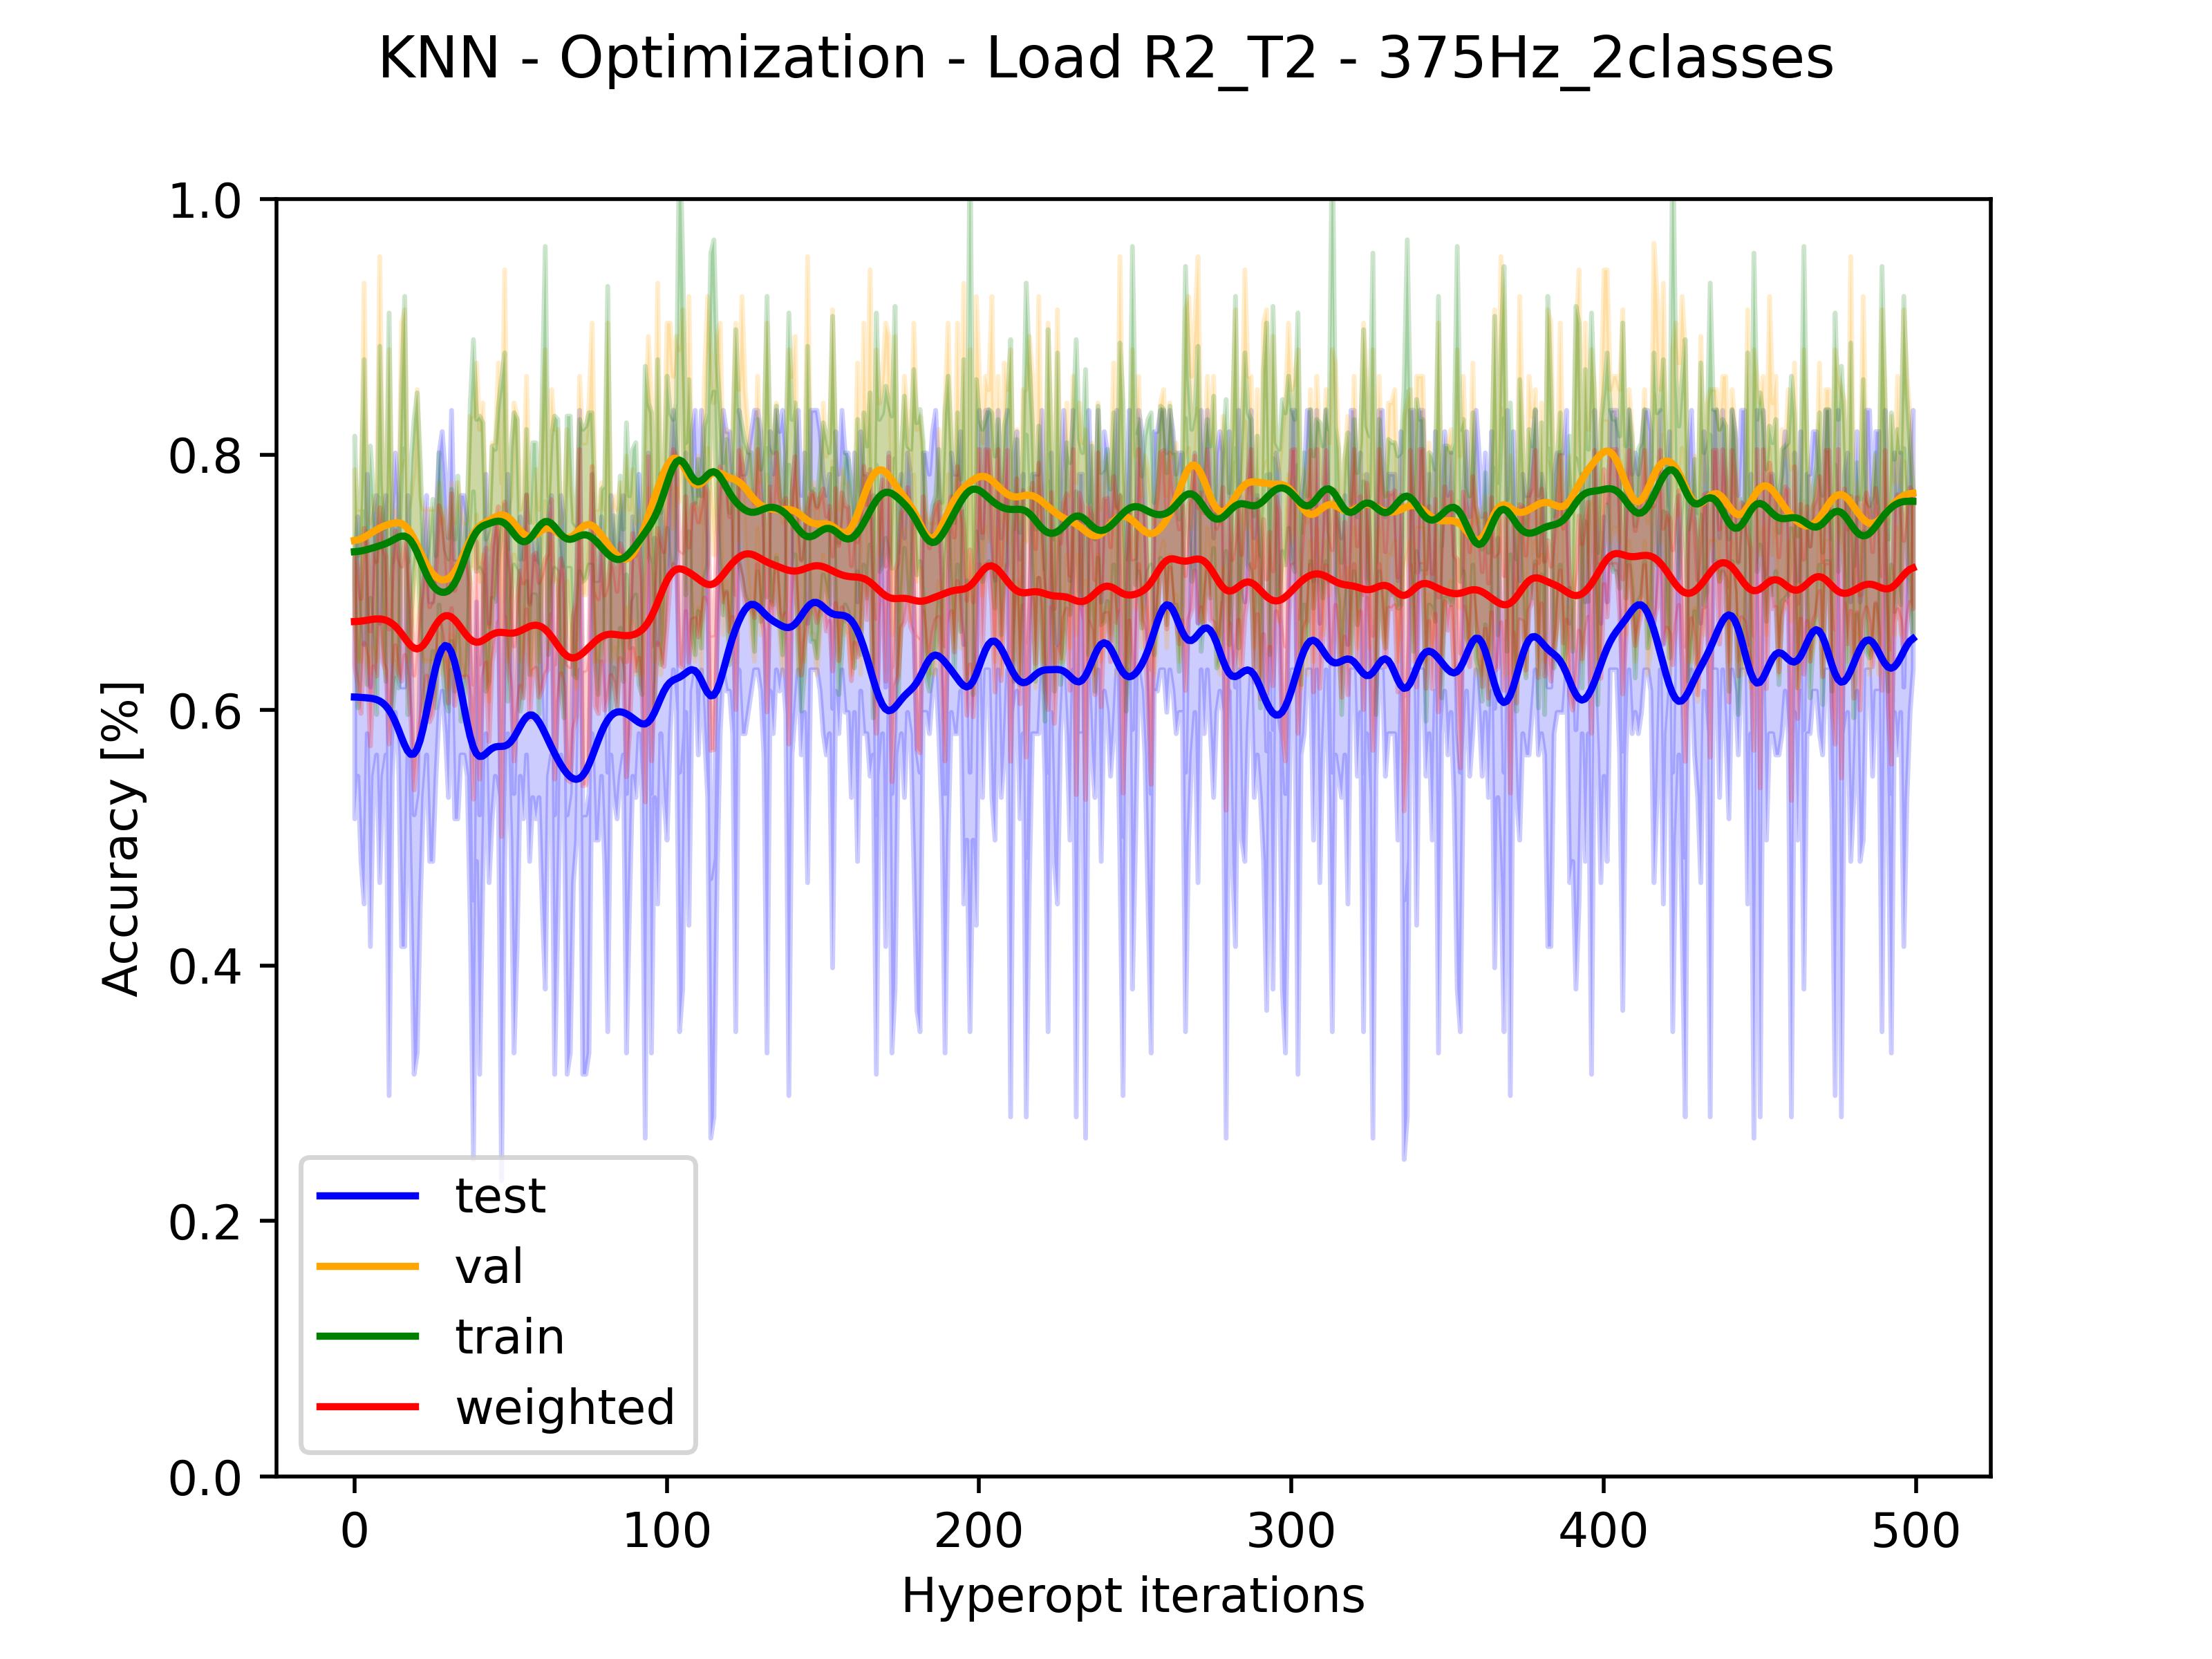 KNN - Optimization - Load R2_T2 - 375Hz_2classes
1.0
0.8
0.6
0.4
0.2
0.0
Accuracy [%]
test
val
train
weighted
0 100 200 300 400 500
Hyperopt iterations